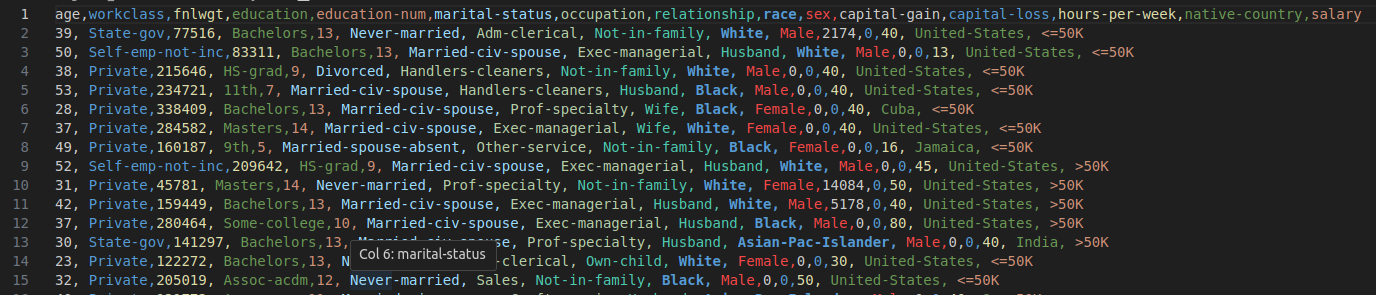 1 age,workclass,fnlwgt,education,education-num,marital-status,occupation,relationship,race,sex,capital-gain,capital-loss,hours-per-week,native-country,salary
2 39, State-gov,77516, Bachelors,13, Never-married, Adm-clerical, Not-in-family, White, Male,2174,0,40, United-States, <=50K
3 50, Self-emp-not-inc,83311, Bachelors,13, Married-civ-spouse, Exec-managerial, Husband, White, Male,0,0,13, United-States, <=50K
4 38, Private,215646, HS-grad,9, Divorced, Handlers-cleaners, Not-in-family, White, Male,0,0,40, United-States, <=50K
5 53, Private,234721, 11th,7, Married-civ-spouse, Handlers-cleaners, Husband, Black, Male,0,0,40, United-States, <=50K
6 28, Private,338409, Bachelors,13, Married-civ-spouse, Prof-specialty, Wife, Black, Female,0,0,40, Cuba, <=50K
7 37, Private,284582, Masters,14, Married-civ-spouse, Exec-managerial, Wife, White, Female,0,0,40, United-States, <=50K
8 49, Private,160187, 9th,5, Married-spouse-absent, Other-service, Not-in-family, Black, Female,0,0,16, Jamaica, <=50K
9 52, Self-emp-not-inc,209642, HS-grad,9, Married-civ-spouse, Exec-managerial, Husband, White, Male,0,0,45, United-States, >50K
10 31, Private,45781, Masters,14, Never-married, Prof-specialty, Not-in-family, White, Female,14084,0,50, United-States, >50K
11 42, Private,159449, Bachelors,13, Married-civ-spouse, Exec-managerial, Husband, White, Male,5178,0,40, United-States, >50K
12 37, Private,280464, Some-college,10, Married-civ-spouse, Exec-managerial, Husband, Black, Male,0,0,80, United-States, >50K
13 30, State-gov,141297, Bachelors,13, Married-civ-spouse, Prof-specialty, Husband, Asian-Pac-Islander, Male,0,0,40, India, >50K
Col 6: marital-status
14 23, Private,122272, Bachelors,13, N -clerical, Own-child, White, Female,0,0,30, United-States, <=50K
15 32, Private,205019, Assoc-acdm,12, Never-married, Sales, Not-in-family, Black, Male,0,0,50, United-States, <=50K